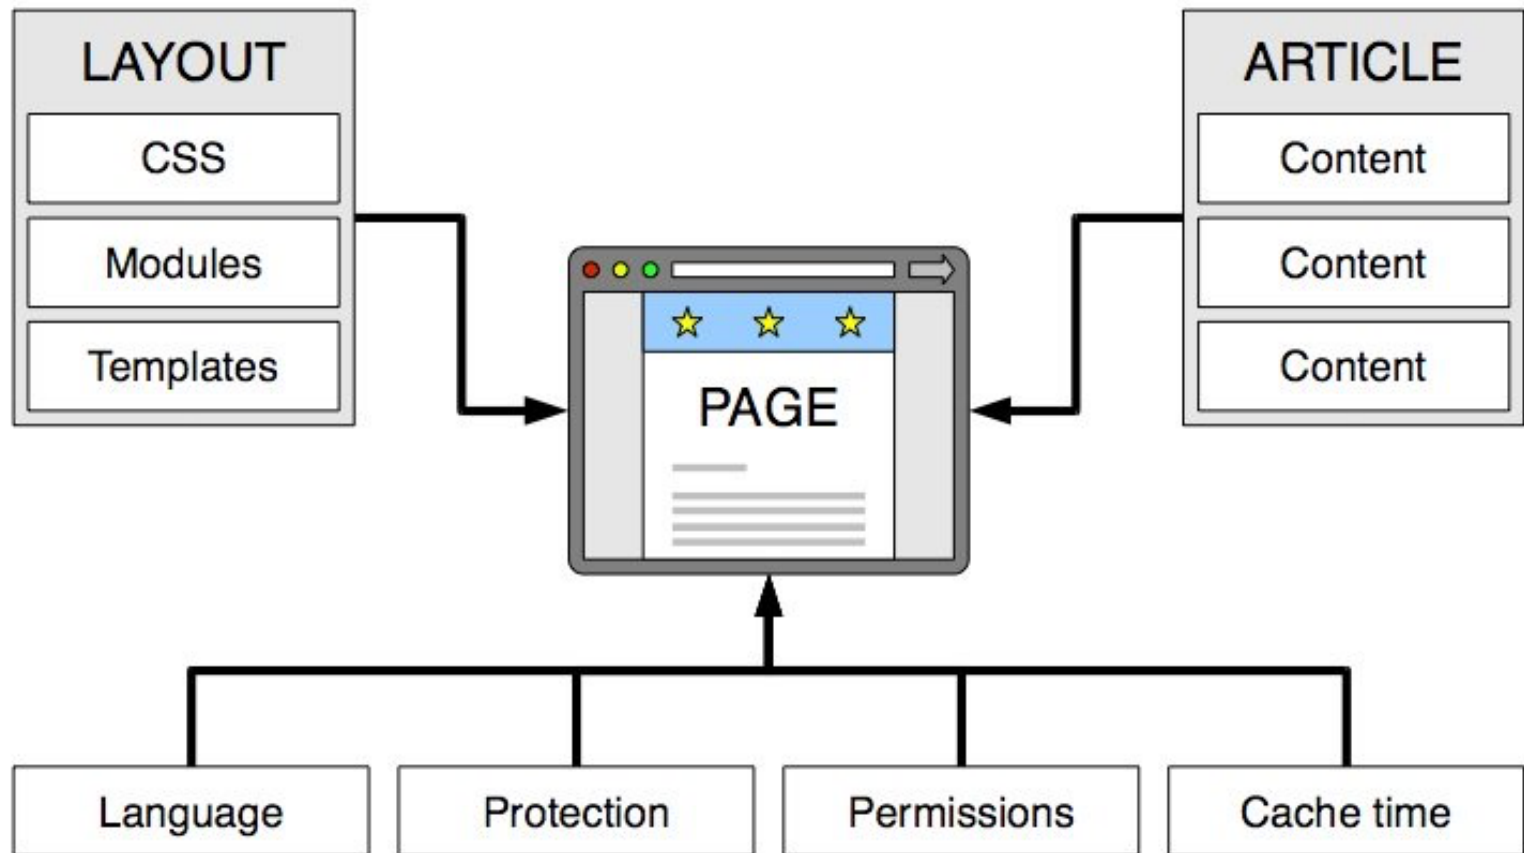 LAYOUT
CSS
Modules
Templates
ARTICLE
Content
Content
Content
PAGE
Language
Protection
Permissions
Cache time